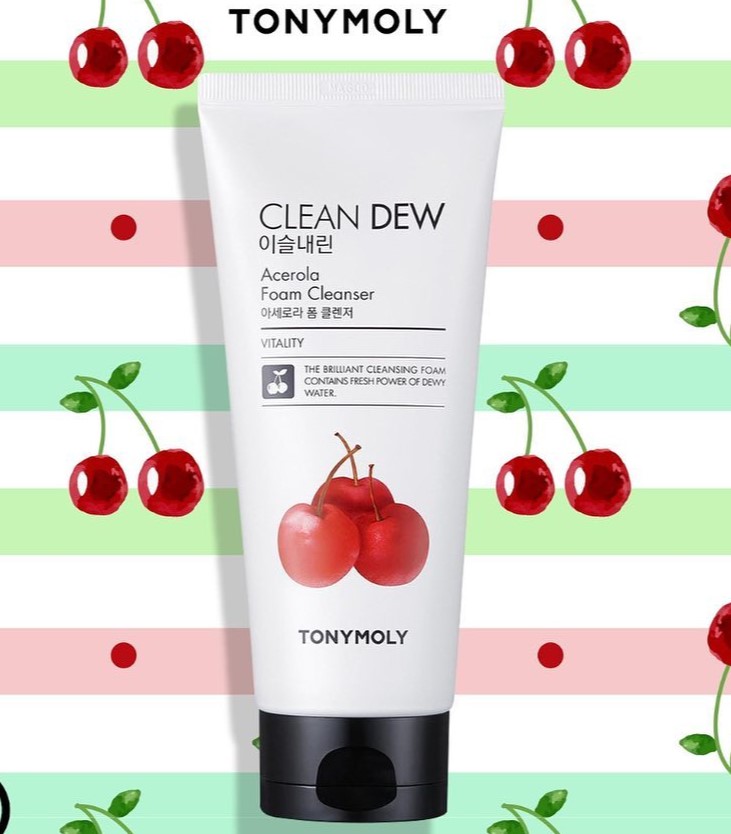 TONYMOLY
CLEAN DEW
이슬내린
Acerola
Foam Cleanser
아세로라 폼 클렌저
VITALITY
THE BRILLIANT CLEANSING FOAM
CONTAINS FRESH POWER OF DEWY
WATER.
TONYMOLY